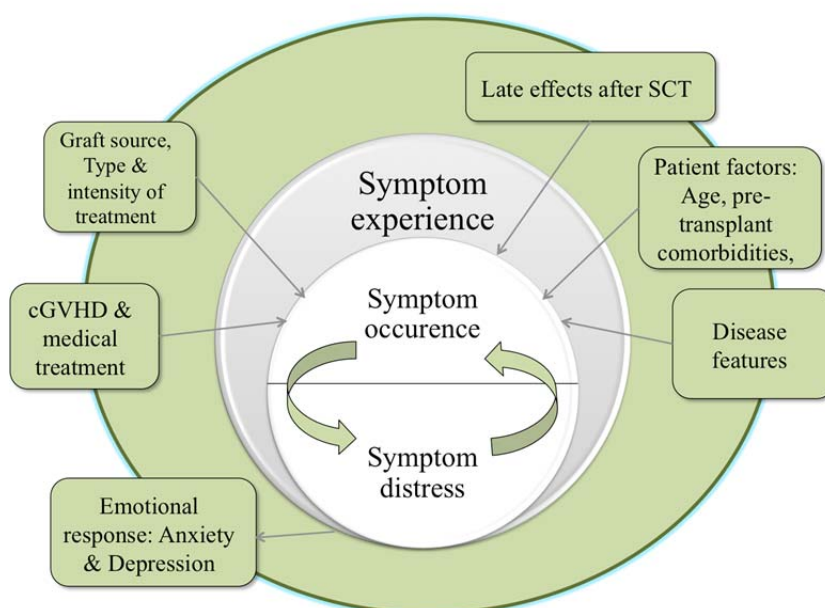 Late effects after SCT
Graft source,
Type &
intensity of
treatment
Symptom
experience
Patient factors:
Age, pre-
transplant
comorbidities,
cGVHD &
medical
treatment
Symptom
occurence
Disease
features
Symptom
distress
Emotional
response: Anxiety
& Depression